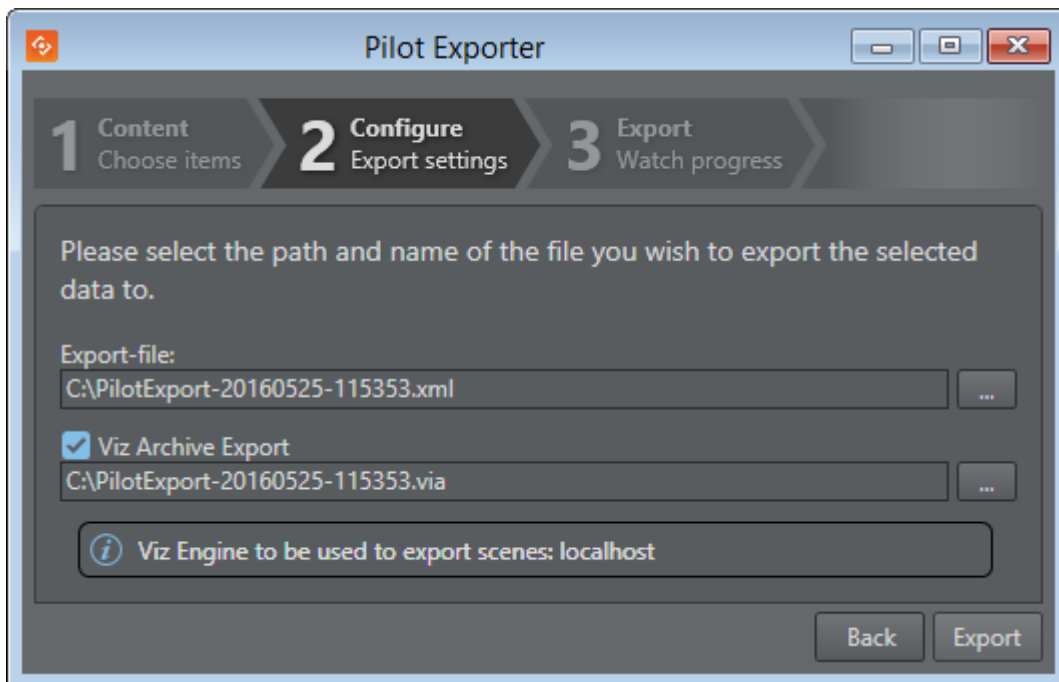 Pilot Exporter
1 Content
Choose items
2 Configure
Export settings
3 Export
Watch progress
Please select the path and name of the file you wish to export the selected
data to.
Export-file:
C:\PilotExport-20160525-115353.xml
...
Viz Archive Export
C:\PilotExport-20160525-115353.via
...
Viz Engine to be used to export scenes: localhost
Back
Export